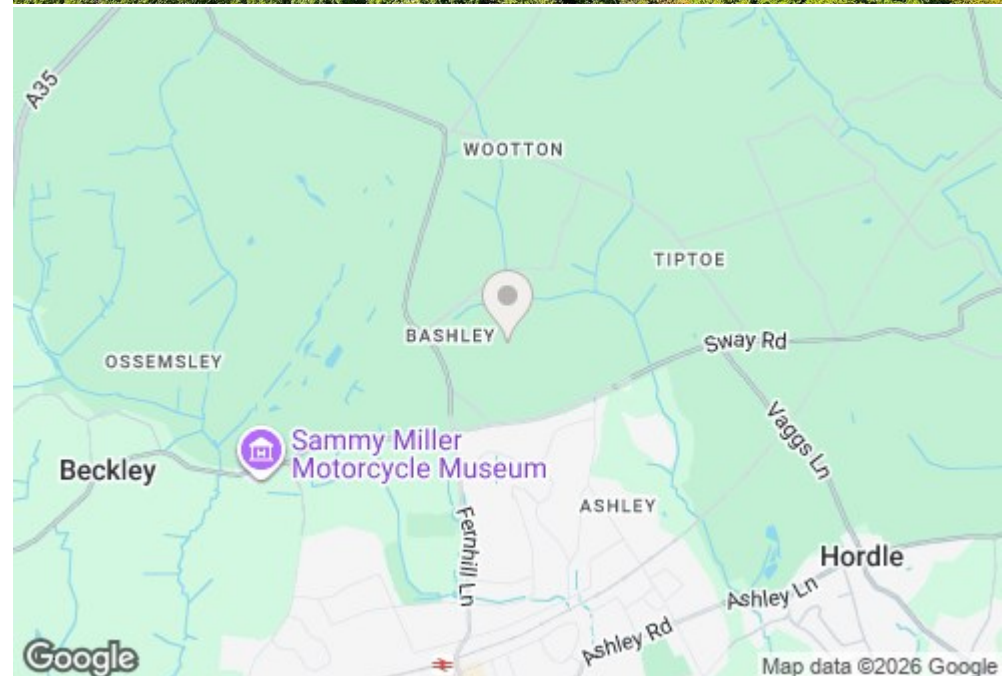 A35
WOOTTON
TIPTOE
BASHLEY
Sway Rd
OSSEMSLEY
Vaggs Ln
Sammy Miller
Motorcycle Museum
Beckley
ASHLEY
Fernhill Ln
Hordle
Ashley Ln
Ashley Rd
Google
Map data ©2026 Google